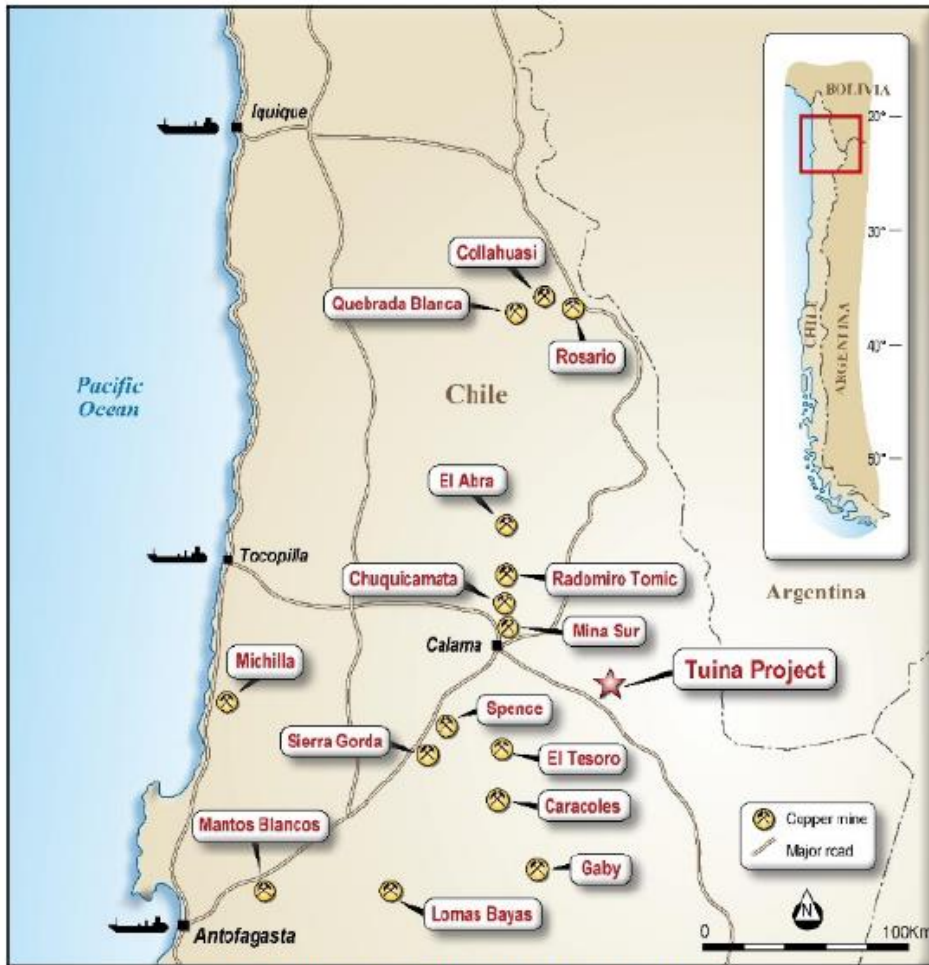 Iquique
BOLIVIA
20°
30°
CHILE
ARGENTINA
40°
50°
Collahuasi
Quebrada Blanca
Rosario
Pacific
Ocean
Chile
El Abra
Tocopilla
Chuquicamata
Radomiro Tomic
Argentina
Calama
Mina Sur
Michilla
Tuina Project
Spence
Sierra Gorda
El Tesoro
Caracoles
Mantos Blancos
Copper mine
Major road
Gaby
Lomas Bayas
N
Antofagasta
0 100Km